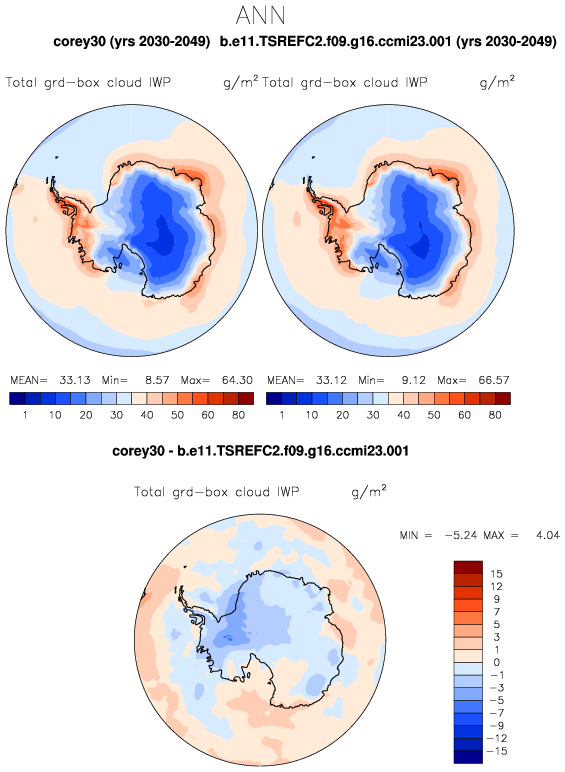 ANN
corey30 (yrs 2030-2049) b.e11.TSREFC2.f09.g16.ccmi23.001 (yrs 2030-2049)
Total grd-box cloud IWP g/m² Total grd-box cloud IWP g/m²
MEAN= 33.13 Min= 8.57 Max= 64.30 MEAN= 33.12 Min= 9.12 Max= 66.57
1 10 20 30 40 50 60 80 1 10 20 30 40 50 60 80
corey30 - b.e11.TSREFC2.f09.g16.ccmi23.001
Total grd-box cloud IWP g/m²
MIN = -5.24 MAX = 4.04
15
12
9
7
5
3
1
0
-1
-3
-5
-7
-9
-12
-15